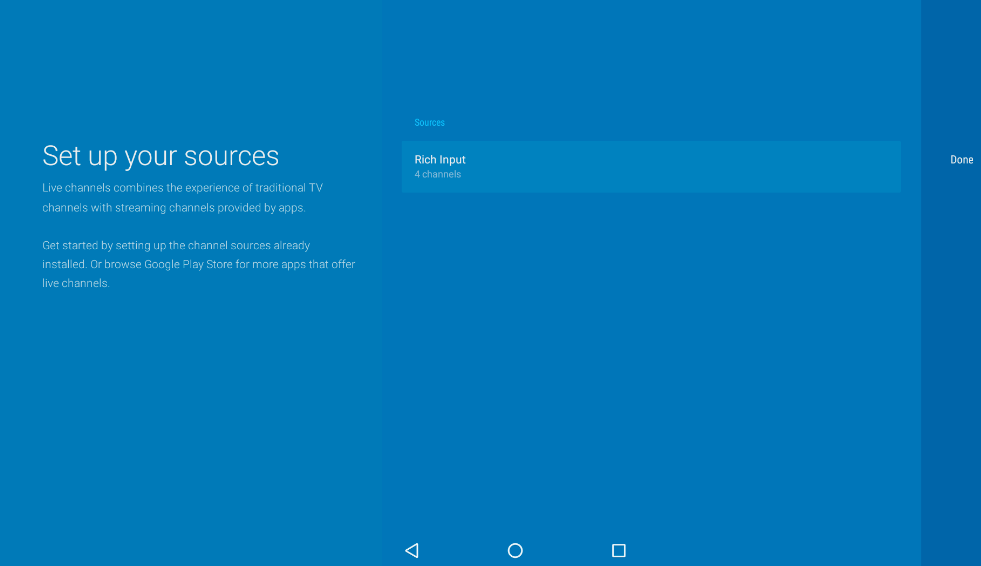 Set up your sources
Live channels combines the experience of traditional TV
channels with streaming channels provided by apps.
Get started by setting up the channel sources already
installed. Or browse Google Play Store for more apps that offer
live channels.
Sources
Rich Input
4 channels
Done